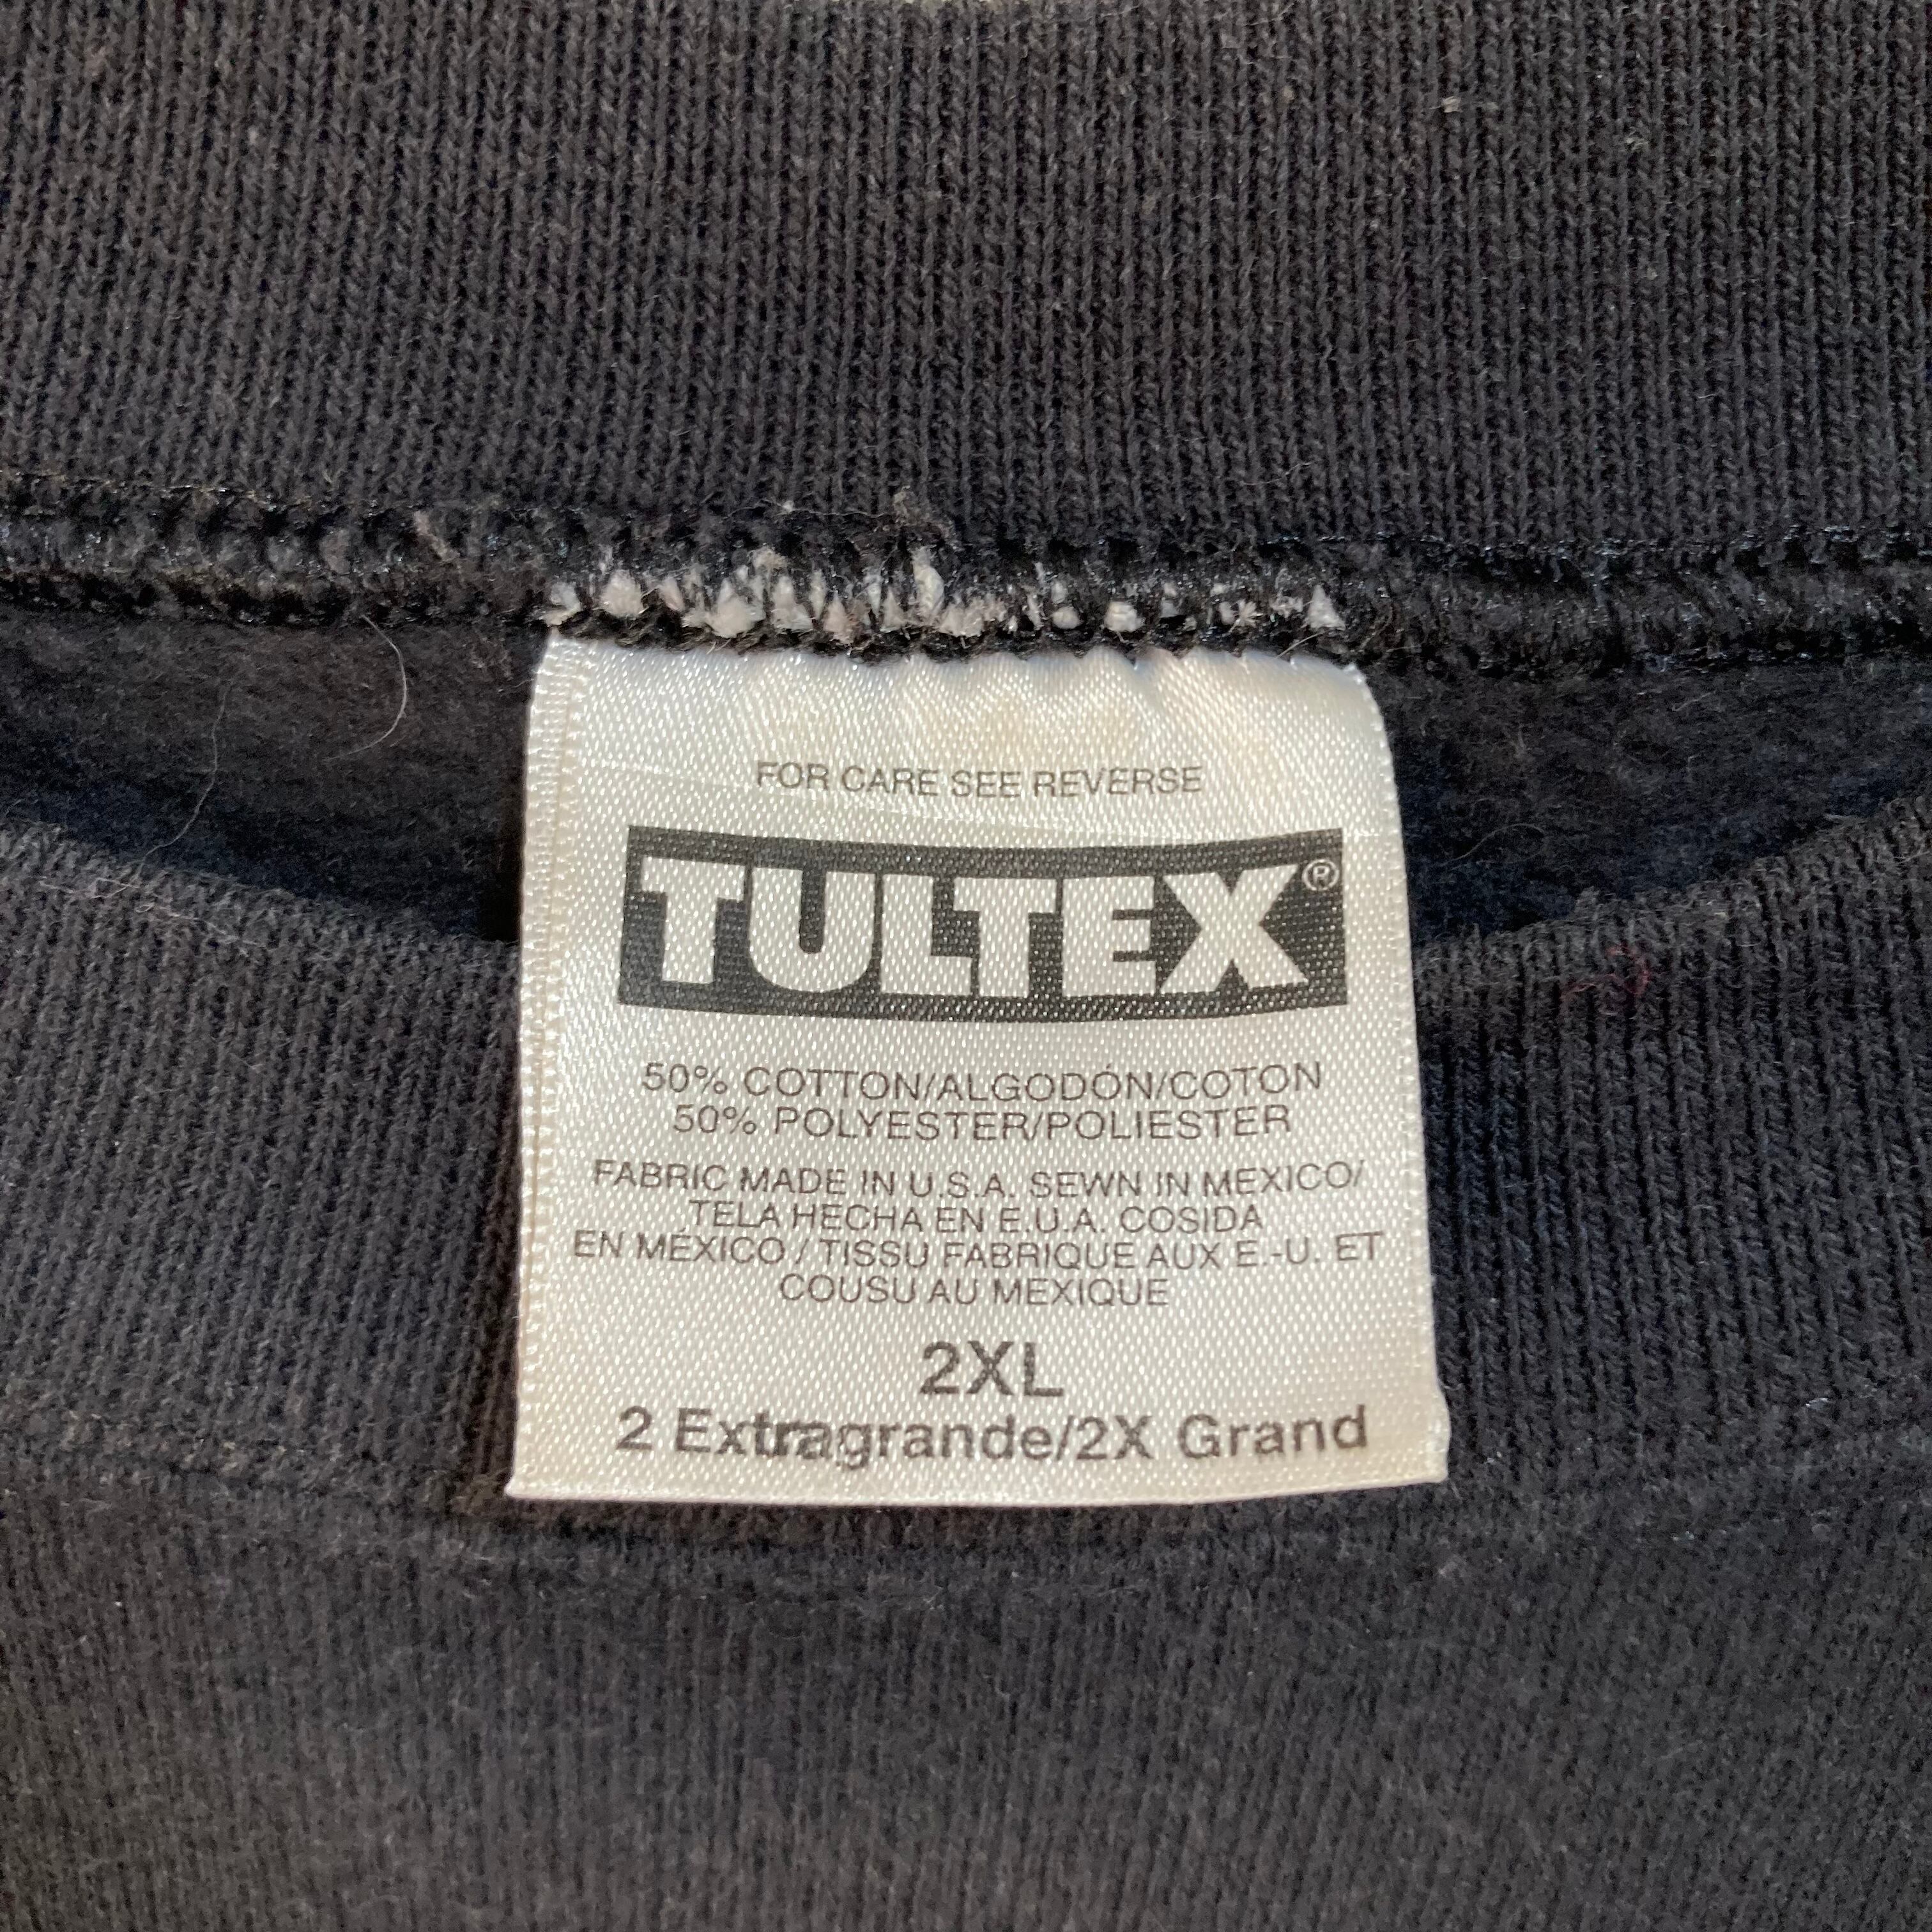 FOR CARE SEE REVERSE
TULTEX®
50% COTTON/ALGODÓN/COTON
50% POLYESTER/POLIESTER
FABRIC MADE IN U.S.A. SEWN IN MEXICO/
TELA HECHA EN E.U.A. COSIDA
EN MÉXICO / TISSU FABRIQUE AUX E.-U. ET
COUSU AU MEXIQUE
2XL
2 Extragrande/2X Grand